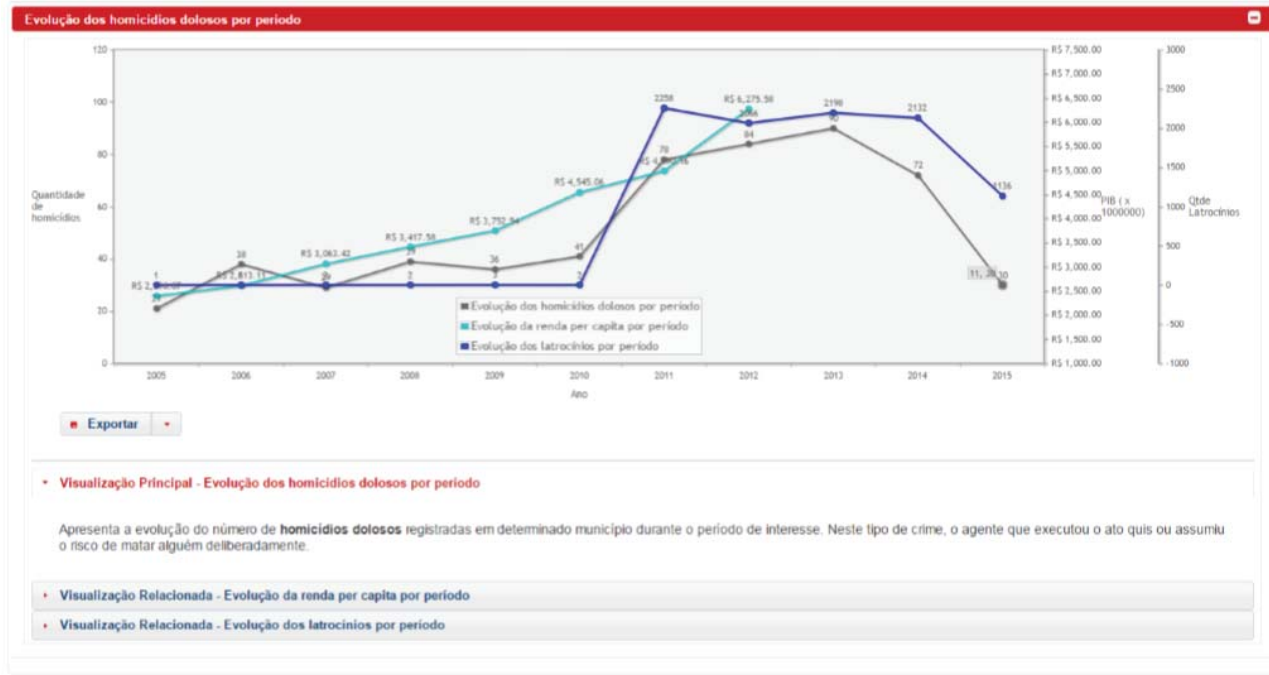 Evolução dos homicídios dolosos por período
120
100
80
60
40
20
0
Quantidade
de
homicídios
R$ 7,500.00
R$ 7,000.00
R$ 6,500.00
R$ 6,000.00
R$ 5,500.00
R$ 5,000.00
R$ 4,500.00
R$ 4,000.00
R$ 3,500.00
R$ 3,000.00
R$ 2,500.00
R$ 2,000.00
R$ 1,500.00
R$ 1,000.00
PIB ( x
1000000)
3000
2500
2000
1500
1000
500
0
-500
-1000
Qtde
Latrocínios
2258
R$ 6,275.58
2198
2132
84
90
78
72
R$ 4,545.06
1136
R$ 3,417.58
41
R$ 3,063.42
38
39
36
1
2
30
21
Evolução dos homicídios dolosos por período
Evolução da renda per capita por período
Evolução dos latrocínios por período
2005 2006 2007 2008 2009 2010 2011 2012 2013 2014 2015
Ano
Exportar
Visualização Principal - Evolução dos homicídios dolosos por período
Apresenta a evolução do número de homicídios dolosos registradas em determinado município durante o período de interesse. Neste tipo de crime, o agente que executou o ato quis ou assumiu
o risco de matar alguém deliberadamente.
Visualização Relacionada - Evolução da renda per capita por período
Visualização Relacionada - Evolução dos latrocínios por período